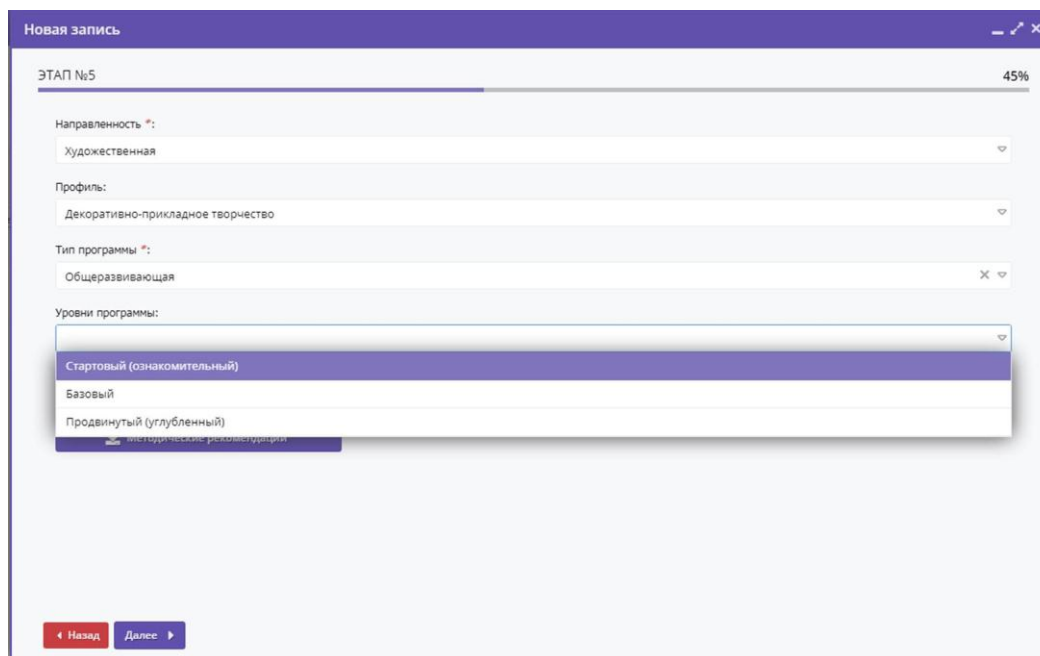 Новая запись
ЭТАП №5 45%
Направленность *:
Художественная
Профиль:
Декоративно-прикладное творчество
Тип программы *:
Общеразвивающая
Уровни программы:
Стартовый (ознакомительный)
Базовый
Продвинутый (углубленный)
Методические рекомендации
Назад Далее